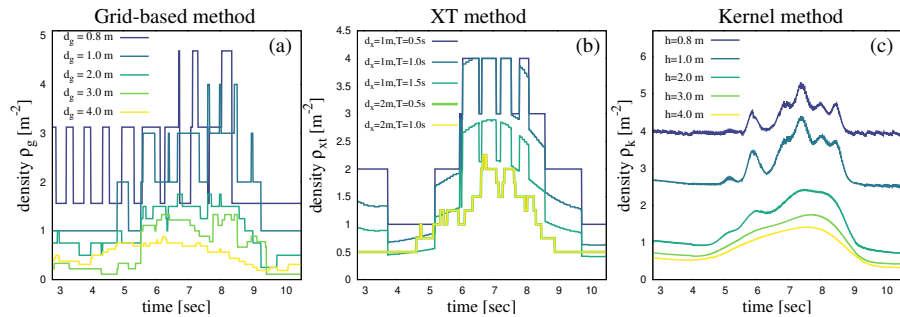 Grid-based method
XT method
Kernel method
(a)
d_g = 0.8 m
d_g = 1.0 m
d_g = 2.0 m
d_g = 3.0 m
d_g = 4.0 m
density ρ_g [m⁻²]
0
1
2
3
4
5
3 4 5 6 7 8 9 10
time [sec]
(b)
d_x=1m,T=0.5s
d_x=1m,T=1.0s
d_x=1m,T=1.5s
d_x=2m,T=0.5s
d_x=2m,T=1.0s
density ρ_xt [m⁻²]
0
0.5
1
1.5
2
2.5
3
3.5
4
4.5
3 4 5 6 7 8 9 10
time [sec]
(c)
h=0.8 m
h=1.0 m
h=2.0 m
h=3.0 m
h=4.0 m
density ρ_k [m⁻²]
0
1
2
3
4
5
6
3 4 5 6 7 8 9 10
time [sec]